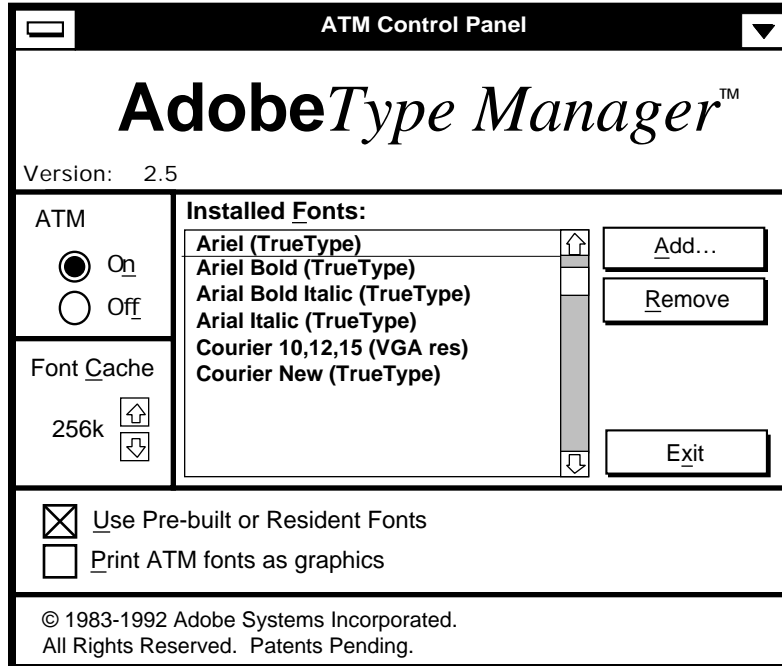 ATM Control Panel
AdobeType Manager™
Version: 2.5
ATM
On
Off
Font Cache
256k
Installed Fonts:
Ariel (TrueType)
Ariel Bold (TrueType)
Arial Bold Italic (TrueType)
Arial Italic (TrueType)
Courier 10,12,15 (VGA res)
Courier New (TrueType)
Add...
Remove
Exit
Use Pre-built or Resident Fonts
Print ATM fonts as graphics
© 1983-1992 Adobe Systems Incorporated.
All Rights Reserved. Patents Pending.